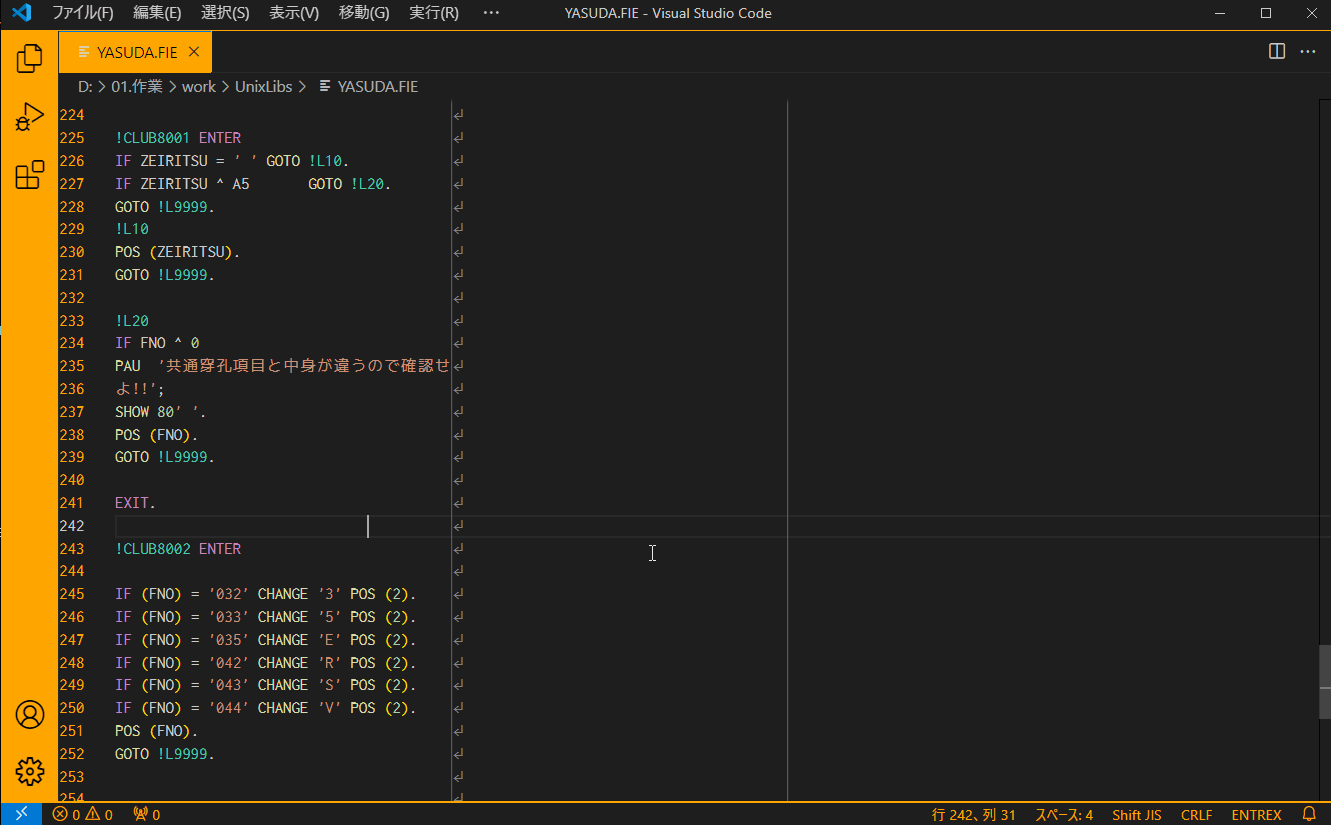 ファイル(F) 編集(E) 選択(S) 表示(V) 移動(G) 実行(R) ··· YASUDA.FIE - Visual Studio Code
YASUDA.FIE
D: > 01.作業 > work > UnixLibs > YASUDA.FIE
224
225 !CLUB8001 ENTER
226 IF ZEIRITSU = ' ' GOTO !L10.
227 IF ZEIRITSU ^ A5       GOTO !L20.
228 GOTO !L9999.
229 !L10
230 POS (ZEIRITSU).
231 GOTO !L9999.
232
233 !L20
234 IF FNO ^ 0
235 PAU  '共通穿孔項目と中身が違うので確認せ
236 よ!!';
237 SHOW 80' '.
238 POS (FNO).
239 GOTO !L9999.
240
241 EXIT.
242
243 !CLUB8002 ENTER
244
245 IF (FNO) = '032' CHANGE '3' POS (2).
246 IF (FNO) = '033' CHANGE '5' POS (2).
247 IF (FNO) = '035' CHANGE 'E' POS (2).
248 IF (FNO) = '042' CHANGE 'R' POS (2).
249 IF (FNO) = '043' CHANGE 'S' POS (2).
250 IF (FNO) = '044' CHANGE 'V' POS (2).
251 POS (FNO).
252 GOTO !L9999.
253
254
0 0 0 行 242、列 31 スペース: 4 Shift JIS CRLF ENTREX